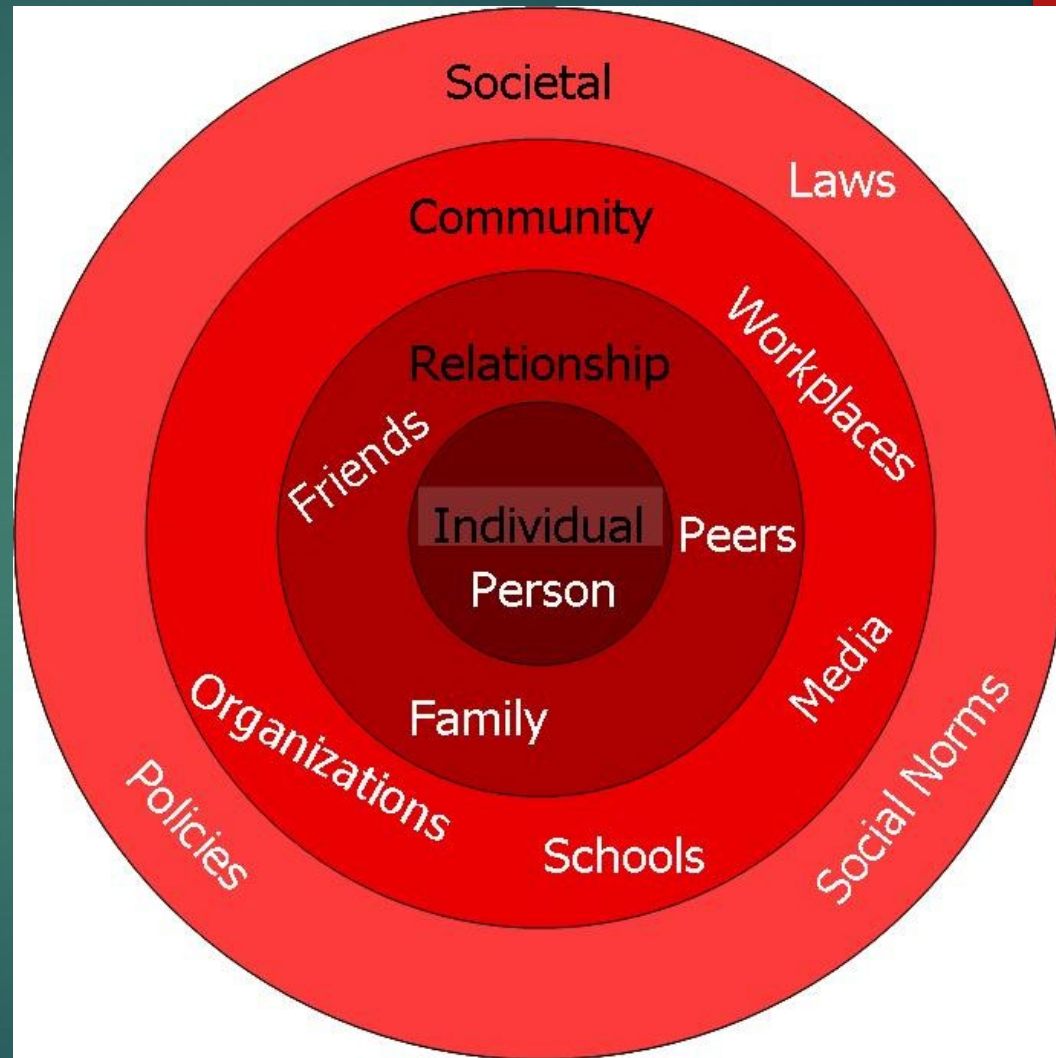 Societal
Laws
Community
Workplaces
Relationship
Friends
Individual
Peers
Person
Media
Family
Organizations
Social Norms
Policies
Schools